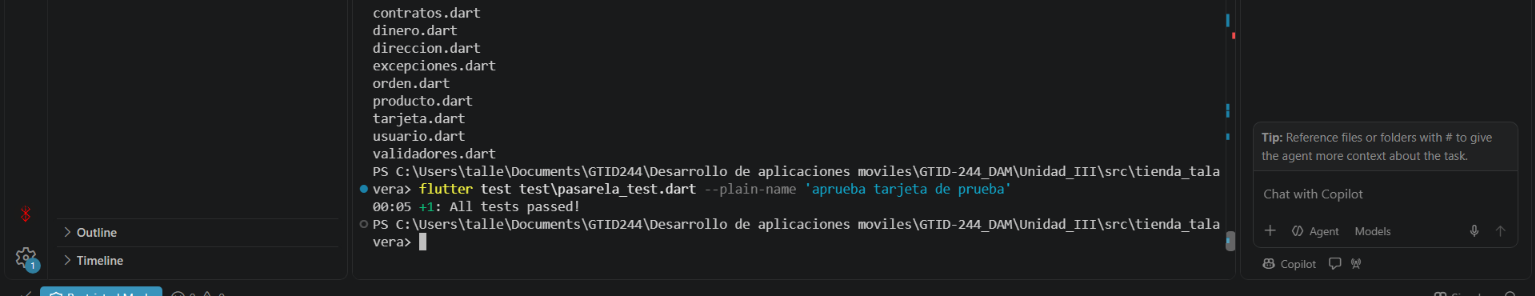 contratos.dart
dinero.dart
direccion.dart
excepciones.dart
orden.dart
producto.dart
tarjeta.dart
usuario.dart
validadores.dart
PS C:\Users\talle\Documents\GTID244\Desarrollo de aplicaciones moviles\GTID-244_DAM\Unidad_III\src\tienda_tala
vera> flutter test test\pasarela_test.dart --plain-name 'aprueba tarjeta de prueba'
00:05 +1: All tests passed!
PS C:\Users\talle\Documents\GTID244\Desarrollo de aplicaciones moviles\GTID-244_DAM\Unidad_III\src\tienda_tala
vera>
Outline
Timeline
1
Tip: Reference files or folders with # to give
the agent more context about the task.
Chat with Copilot
Agent Models
Copilot